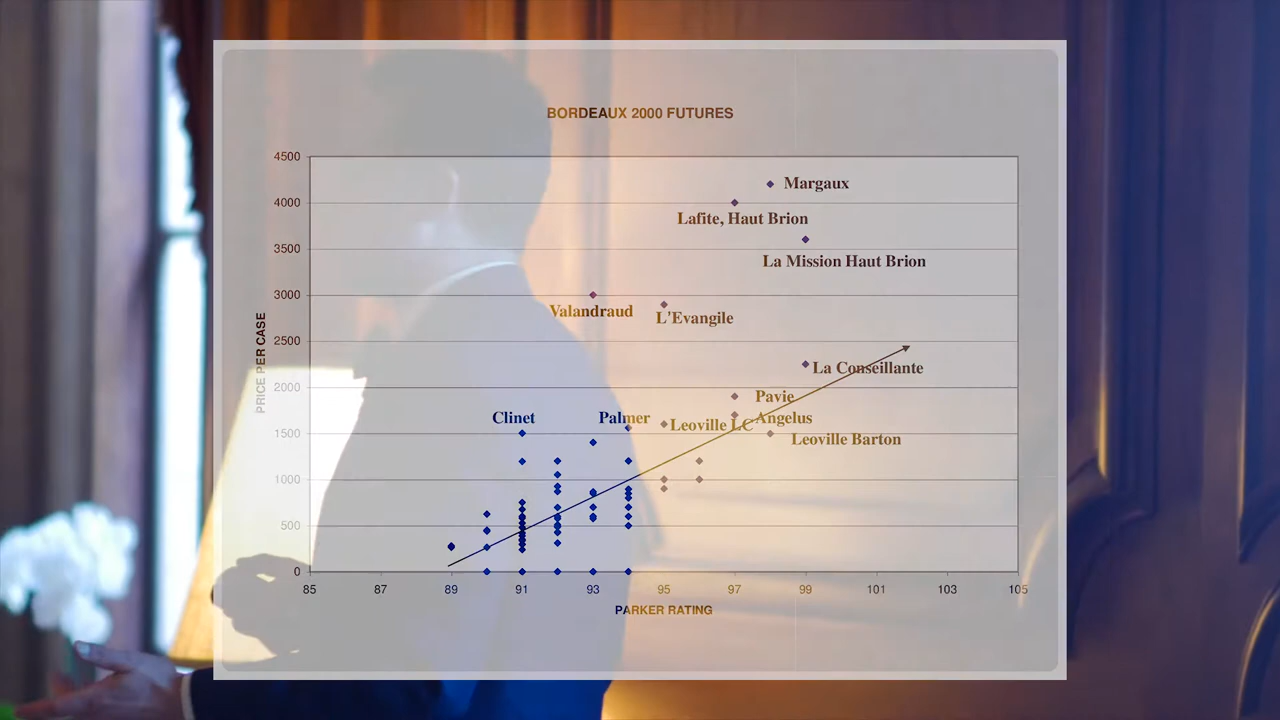 BORDEAUX 2000 FUTURES
4500
Margaux
4000
Lafite, Haut Brion
3500
La Mission Haut Brion
3000
Valandraud
L'Evangile
2500
La Conseillante
2000
Pavie
Clinet
Palmer
Leoville LC
Angelus
1500
Leoville Barton
1000
500
0
PRICE PER CASE
85 87 89 91 93 95 97 99 101 103 105
PARKER RATING